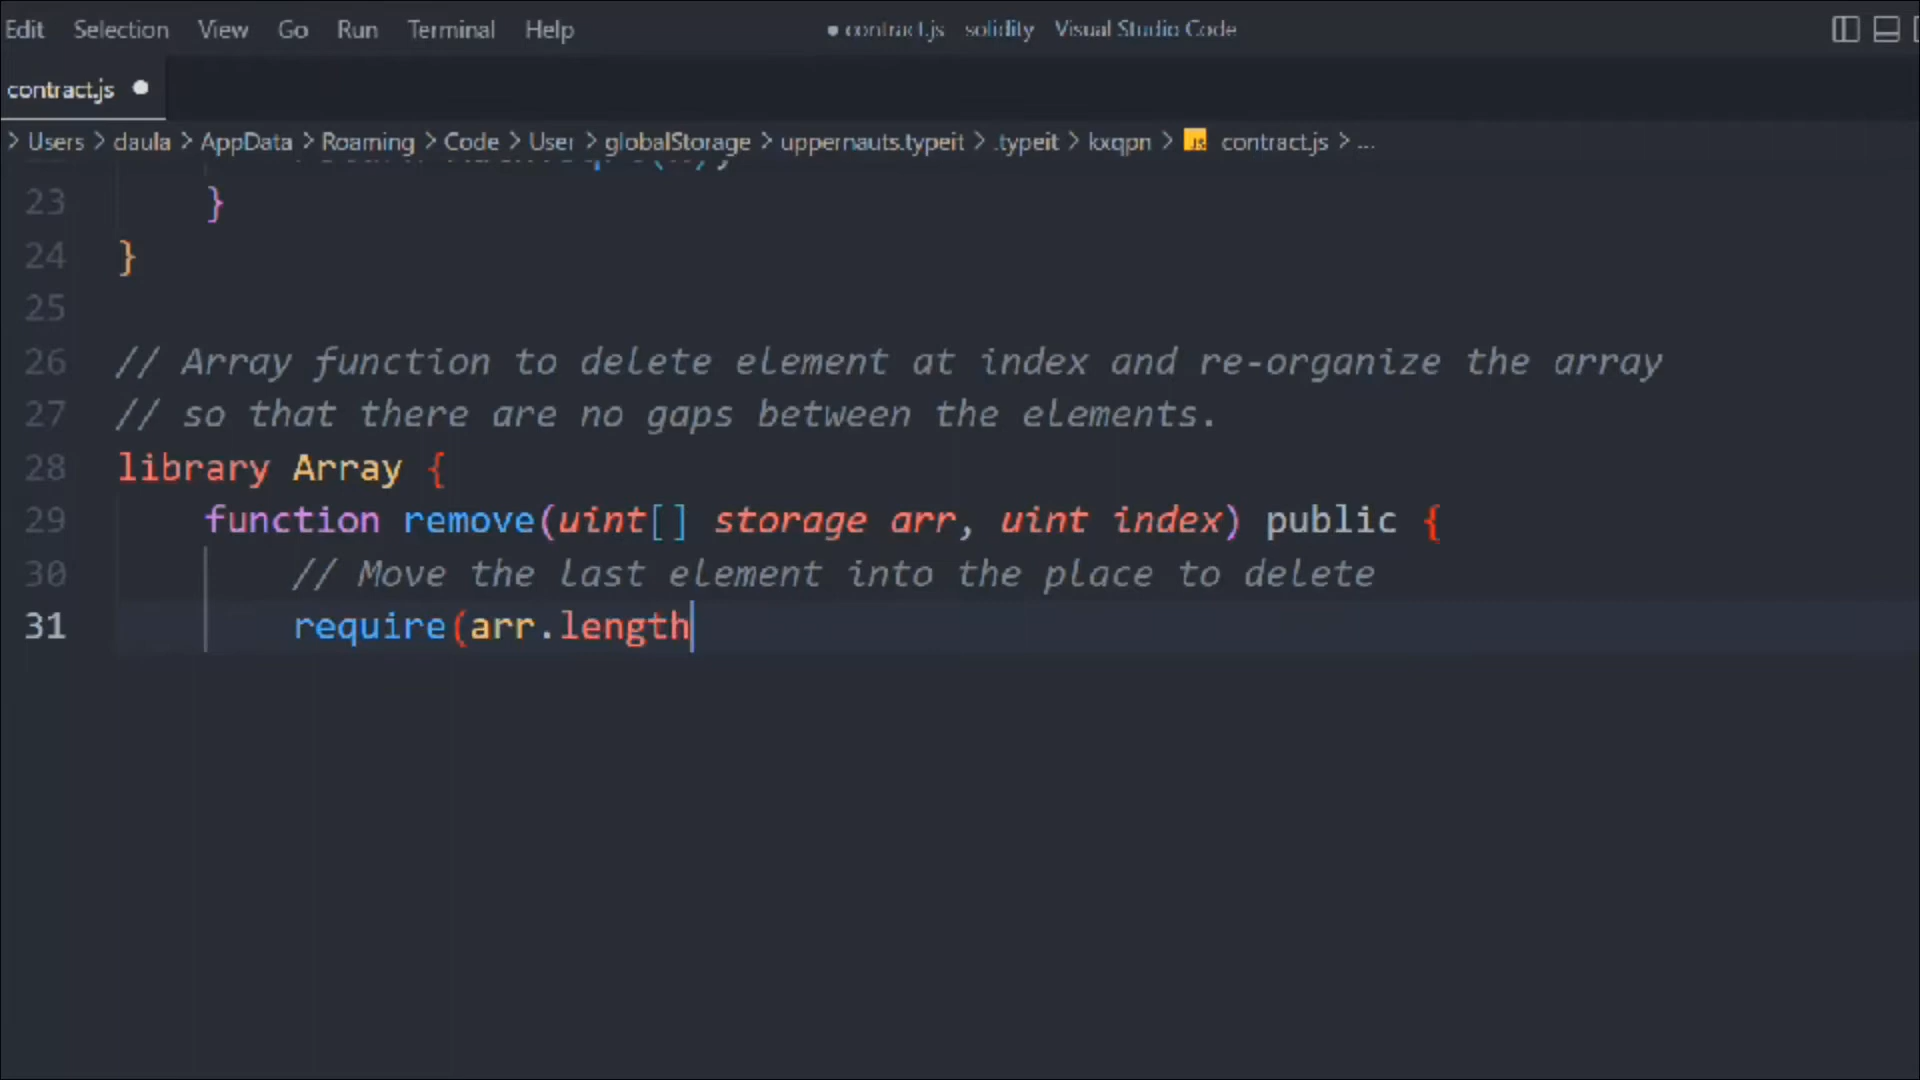 Edit Selection View Go Run Terminal Help ● contract.js solidity Visual Studio Code
contract.js ●
> Users > daula > AppData > Roaming > Code > User > globalStorage > uppernauts.typeit > .typeit > kxqpn > JS contract.js > ...
23 }
24 }
25
26 // Array function to delete element at index and re-organize the array
27 // so that there are no gaps between the elements.
28 library Array {
29 function remove(uint[] storage arr, uint index) public {
30 // Move the last element into the place to delete
31 require(arr.length